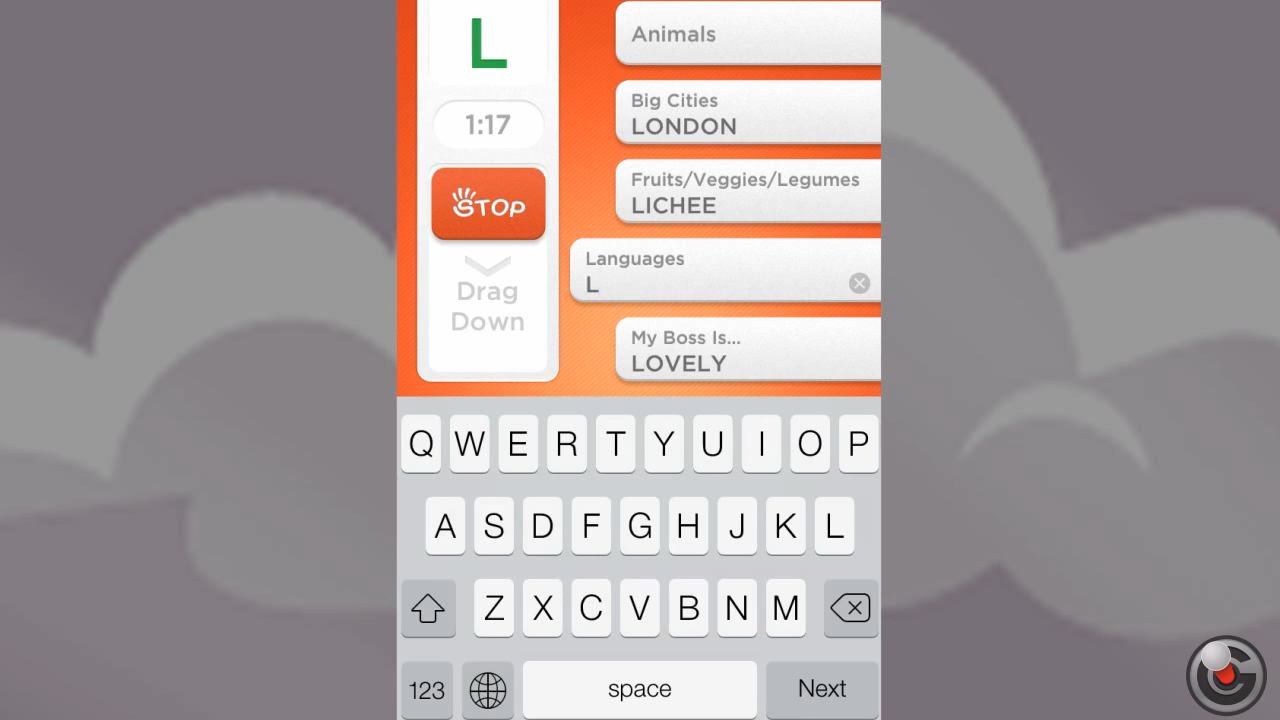 L
1:17
STOP
Drag
Down
Animals
Big Cities
LONDON
Fruits/Veggies/Legumes
LICHEE
Languages
L
My Boss Is...
LOVELY
Q W E R T Y U I O P
A S D F G H J K L
Z X C V B N M
123 space Next